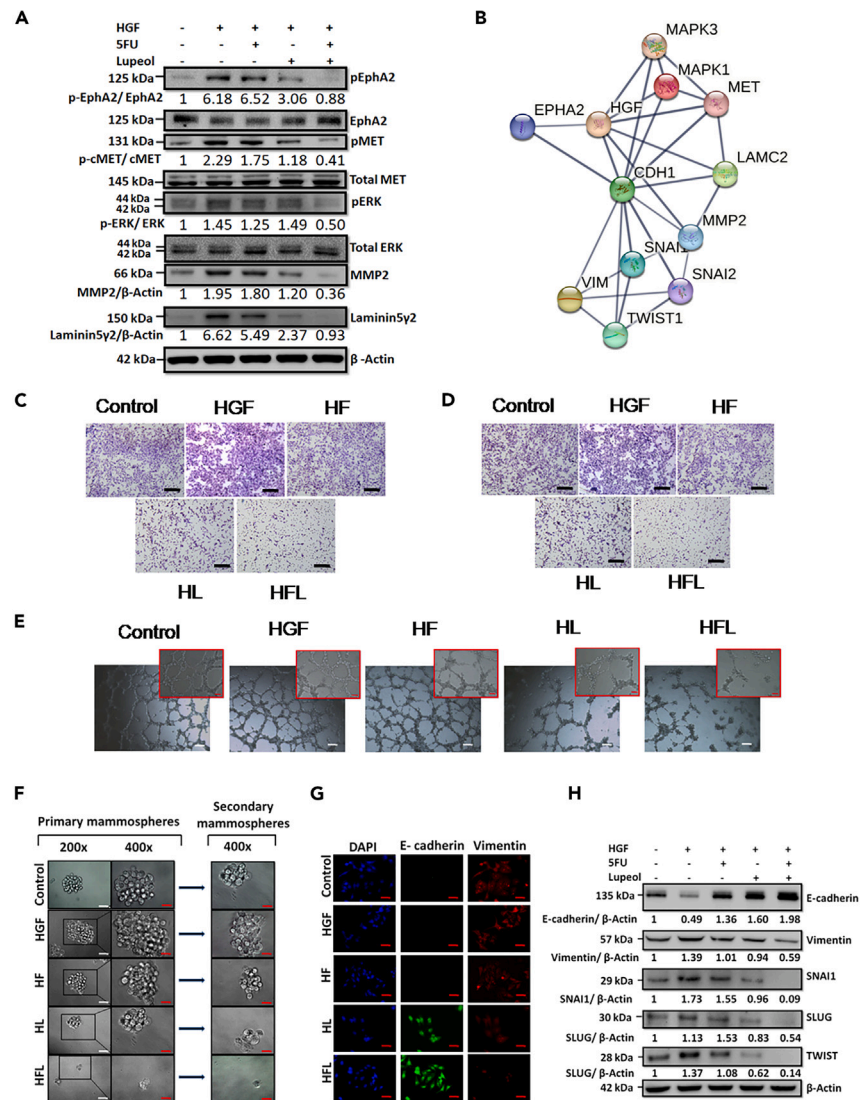 A
HGF - + + + +
5FU - - + - +
Lupeol - - - + +
125 kDa pEphA2
p-EphA2/ EphA2 1 6.18 6.52 3.06 0.88
125 kDa EphA2
131 kDa pMET
p-cMET/ cMET 1 2.29 1.75 1.18 0.41
145 kDa Total MET
44 kDa
42 kDa pERK
p-ERK/ ERK 1 1.45 1.25 1.49 0.50
44 kDa
42 kDa Total ERK
66 kDa MMP2
MMP2/β-Actin 1 1.95 1.80 1.20 0.36
150 kDa Laminin5γ2
Laminin5γ2/β-Actin 1 6.62 5.49 2.37 0.93
42 kDa β -Actin
B
MAPK3
MAPK1
MET
EPHA2
HGF
LAMC2
CDH1
MMP2
SNAI1
SNAI2
VIM
TWIST1
C
Control HGF HF
HL HFL
D
Control HGF HF
HL HFL
E
Control HGF HF HL HFL
F
Primary mammospheres
Secondary
mammospheres
200x 400x 400x
Control
HGF
HF
HL
HFL
G
DAPI E- cadherin Vimentin
Control
HGF
HF
HL
HFL
H
HGF - + + + +
5FU - - + - +
Lupeol - - - + +
135 kDa E-cadherin
E-cadherin/ β-Actin 1 0.49 1.36 1.60 1.98
57 kDa Vimentin
Vimentin/ β-Actin 1 1.39 1.01 0.94 0.59
29 kDa SNAI1
SNAI1/ β-Actin 1 1.73 1.55 0.96 0.09
30 kDa SLUG
SLUG/ β-Actin 1 1.13 1.53 0.83 0.54
28 kDa TWIST
SLUG/ β-Actin 1 1.37 1.08 0.62 0.14
42 kDa β-Actin